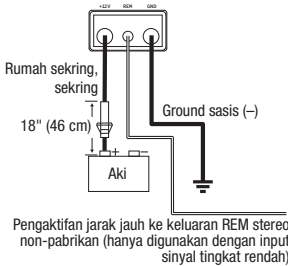 +12V REM GND
Rumah sekring,
sekring
18" (46 cm)
Ground sasis (–)
+ –
Aki
Pengaktifan jarak jauh ke keluaran REM stereo
non-pabrikan (hanya digunakan dengan input
sinyal tingkat rendah)